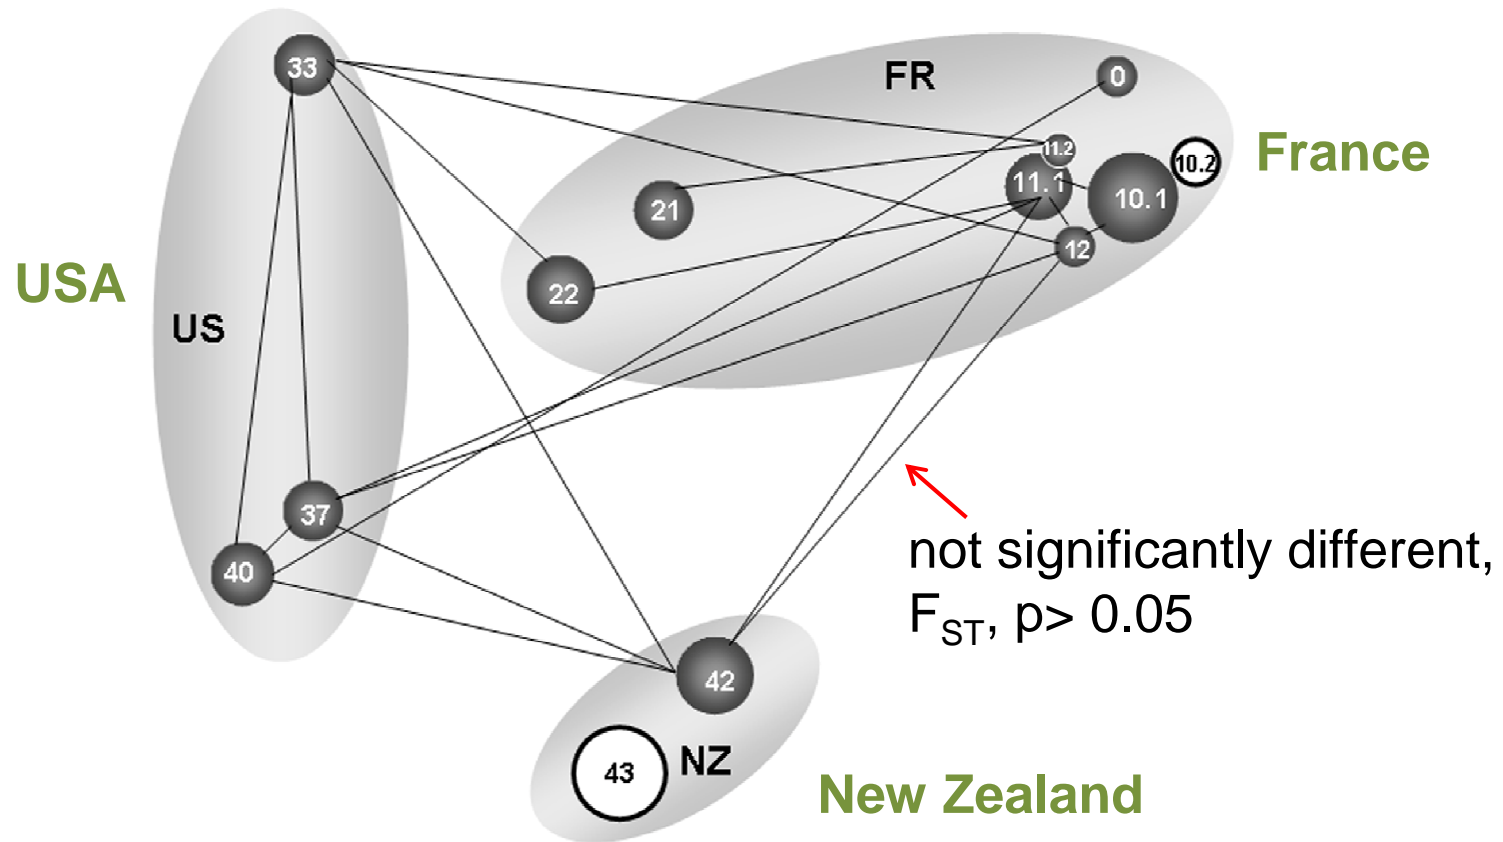 33
FR
0
France
11.2
10.2
11.1
10.1
21
12
USA
22
US
37
not significantly different,
F_ST, p> 0.05
40
42
43
NZ
New Zealand